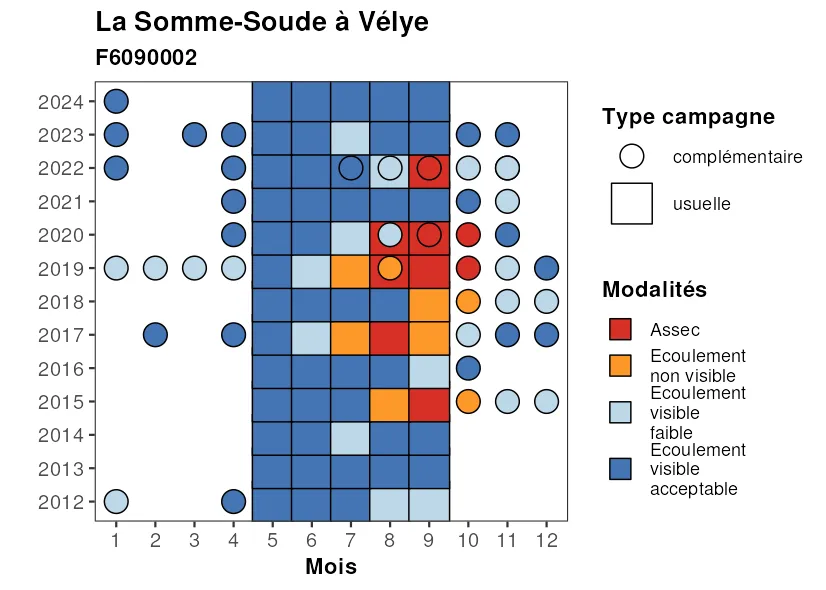 La Somme-Soude à Vélye
F6090002
2024
2023
2022
2021
2020
2019
2018
2017
2016
2015
2014
2013
2012
1 2 3 4 5 6 7 8 9 10 11 12
Mois
Type campagne
complémentaire
usuelle
Modalités
Assec
Ecoulement
non visible
Ecoulement
visible
faible
Ecoulement
visible
acceptable